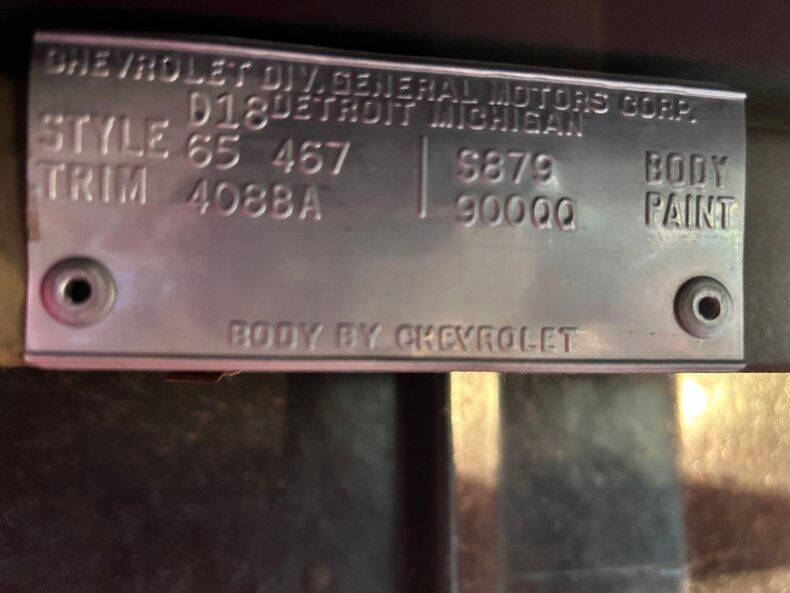 CHEVROLET DIV. GENERAL MOTORS CORP.
D18 DETROIT MICHIGAN
STYLE 65 467 S879 BODY
TRIM 408BA 900QQ PAINT
BODY BY CHEVROLET